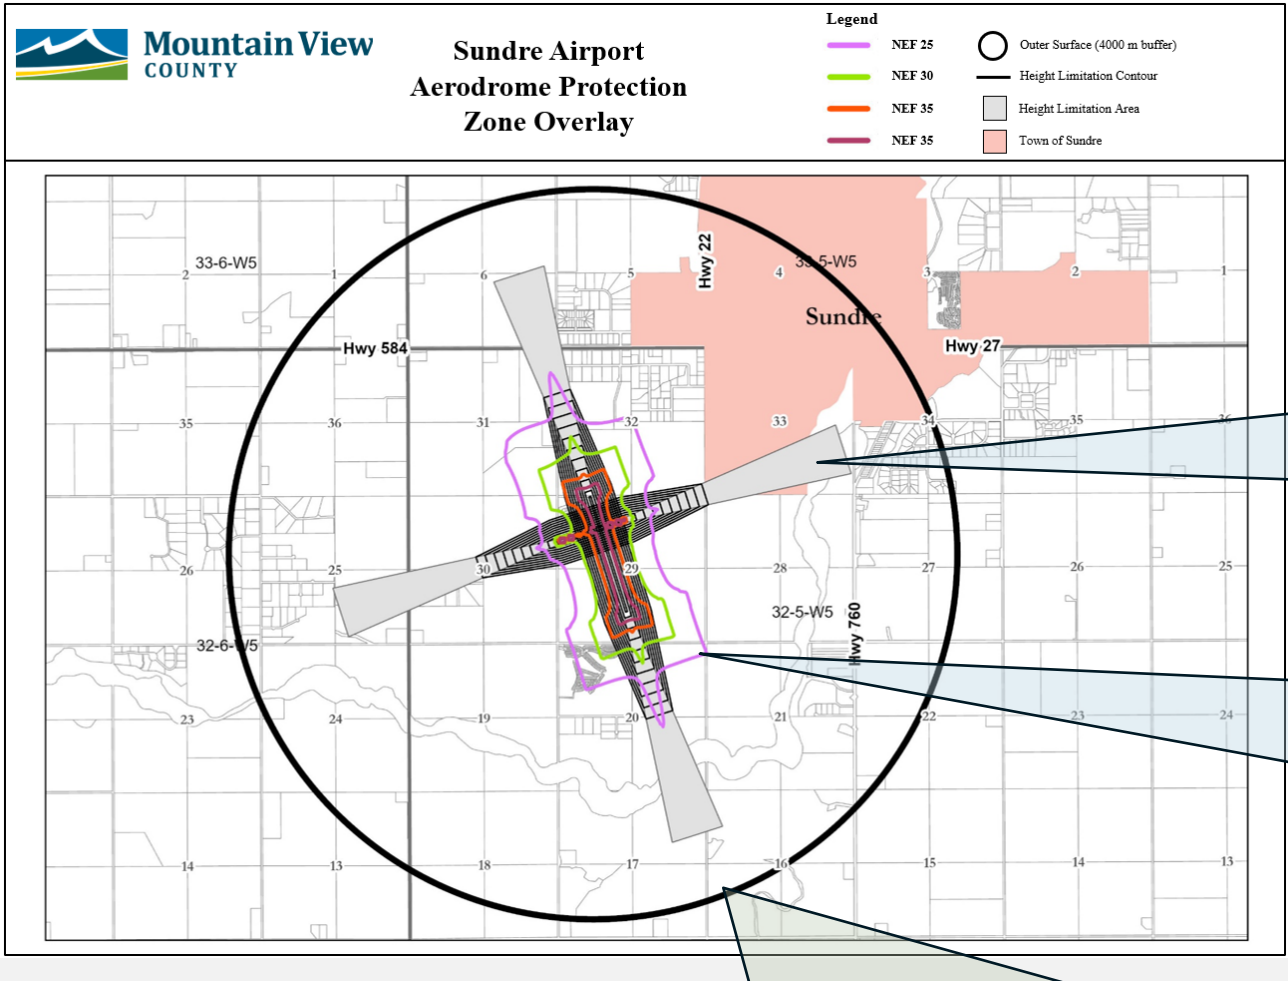 Mountain View
COUNTY
Sundre Airport
Aerodrome Protection
Zone Overlay
Legend
NEF 25
NEF 30
NEF 35
NEF 35
Outer Surface (4000 m buffer)
Height Limitation Contour
Height Limitation Area
Town of Sundre
33-6-W5
Hwy 22
33-5-W5
2 1 6 5 4 3 2 1
Sundre
Hwy 584
Hwy 27
35 36 31 32 33 34 35 36
26 25 30 29 28 27 26 25
32-5-W5
Hwy 760
32-6-W5
23 24 19 20 21 22 23 24
14 13 18 17 16 15 14 13